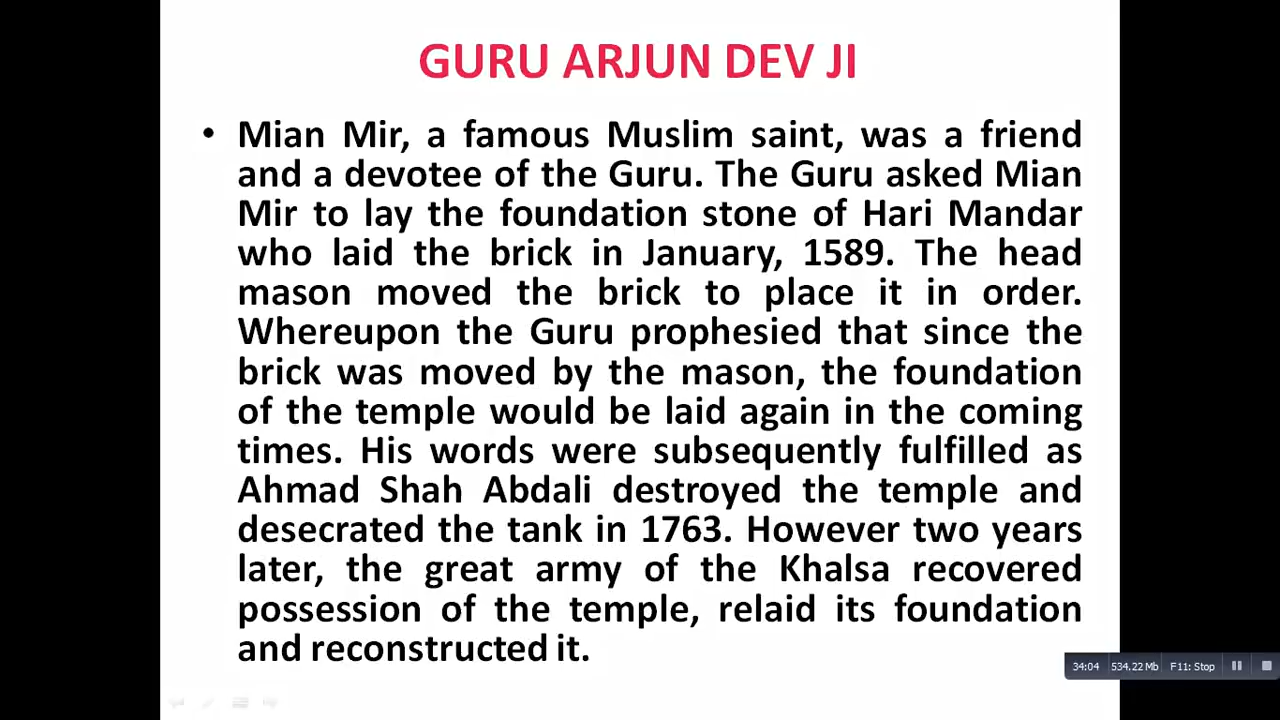 GURU ARJUN DEV JI
• Mian Mir, a famous Muslim saint, was a friend
and a devotee of the Guru. The Guru asked Mian
Mir to lay the foundation stone of Hari Mandar
who laid the brick in January, 1589. The head
mason moved the brick to place it in order.
Whereupon the Guru prophesied that since the
brick was moved by the mason, the foundation
of the temple would be laid again in the coming
times. His words were subsequently fulfilled as
Ahmad Shah Abdali destroyed the temple and
desecrated the tank in 1763. However two years
later, the great army of the Khalsa recovered
possession of the temple, relaid its foundation
and reconstructed it.
34:04 534.22 Mb F11: Stop